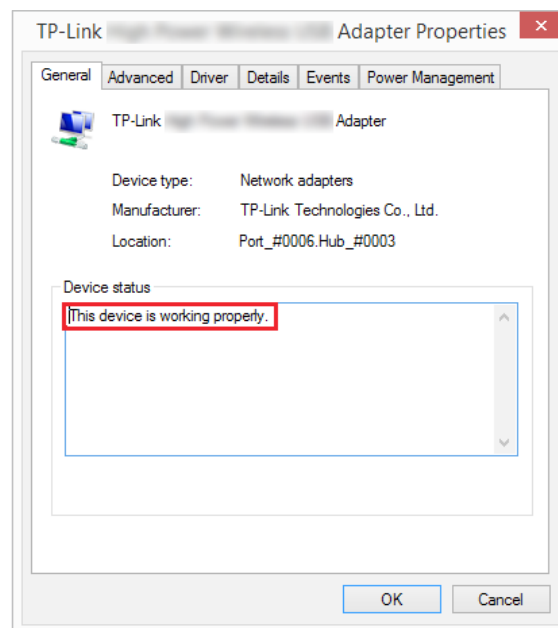 TP-Link Adapter Properties
General Advanced Driver Details Events Power Management
TP-Link Adapter
Device type: Network adapters
Manufacturer: TP-Link Technologies Co., Ltd.
Location: Port_#0006.Hub_#0003
Device status
This device is working properly.
OK Cancel